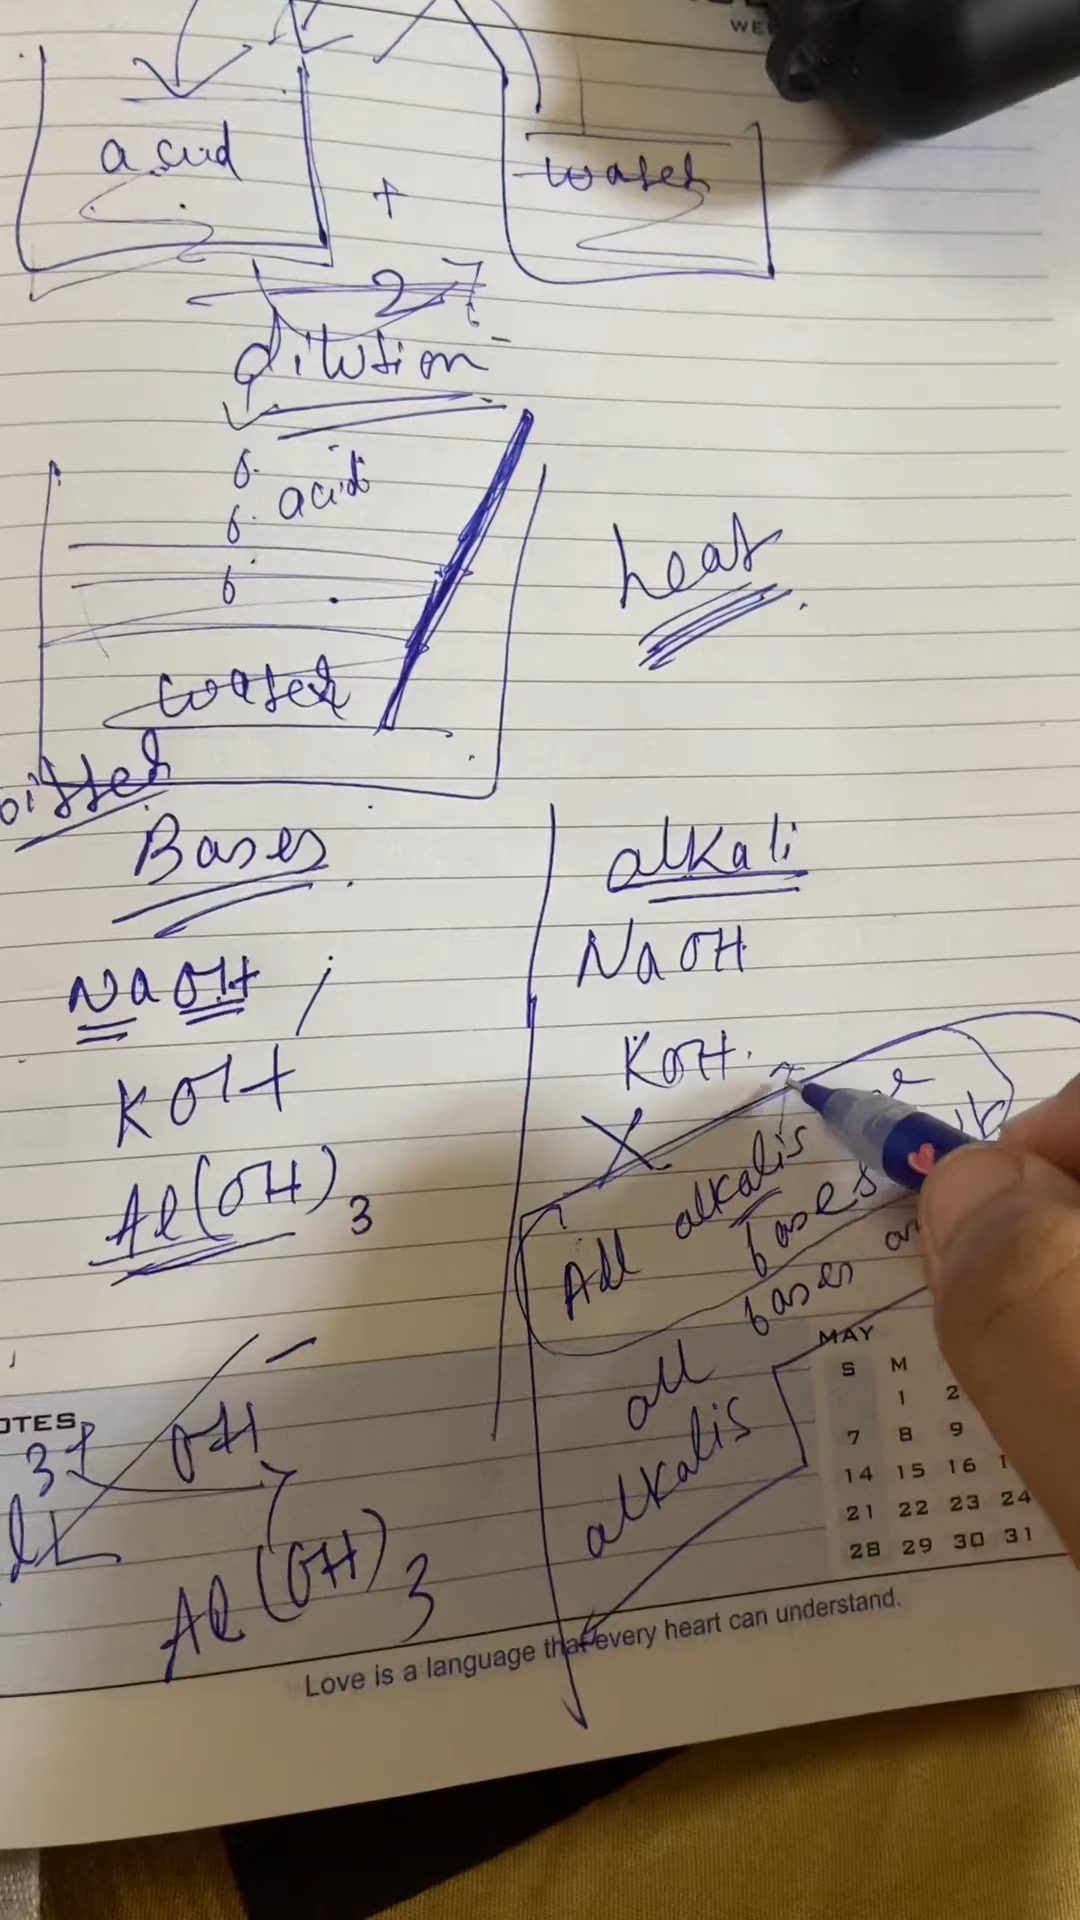 WE
acid + water
dilution
acid
heat
water
Bases
alkali
NaOH
NaOH
KOH
KOH.
X
Al(OH)3
All alkalis
bases
all bases
alkalis
MAY
S M
1 2
7 8 9
14 15 16 1
21 22 23 24
28 29 30 31
OTES
3+ OH-
Al(OH)3
Love is a language that every heart can understand.